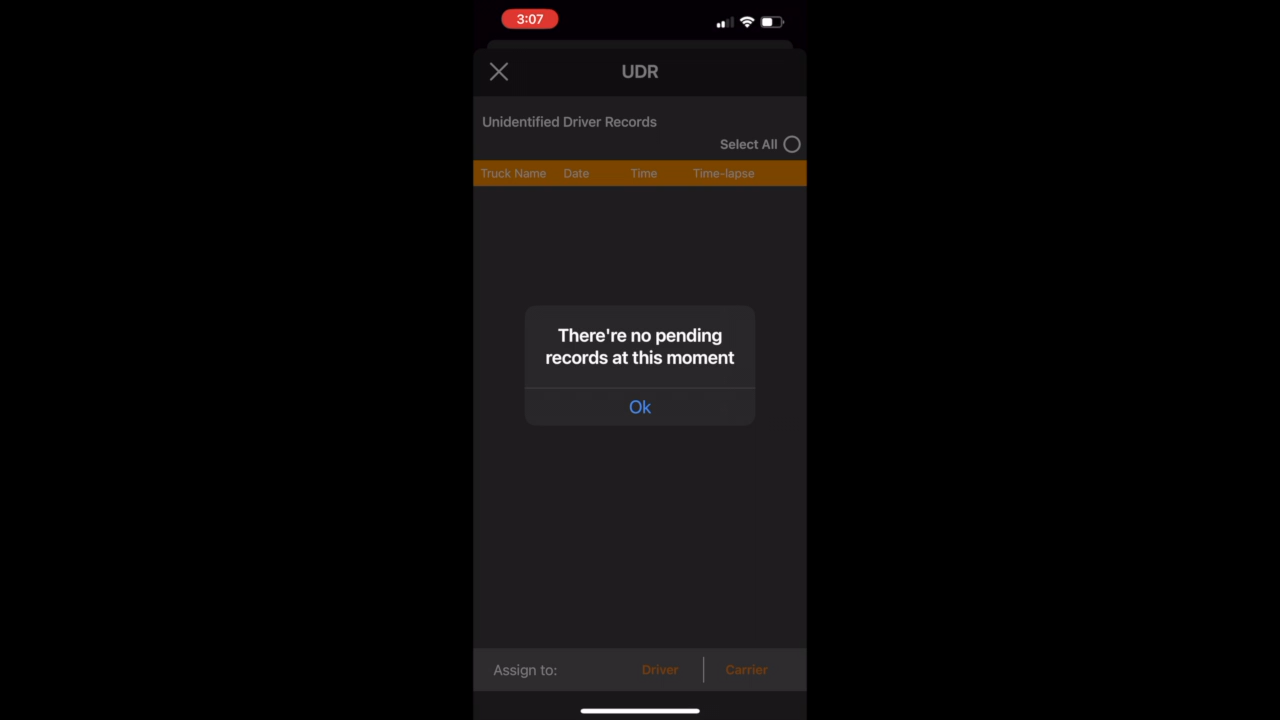 3:07
UDR
Unidentified Driver Records
Select All
Truck Name Date Time Time-lapse
There're no pending
records at this moment
Ok
Assign to: Driver Carrier